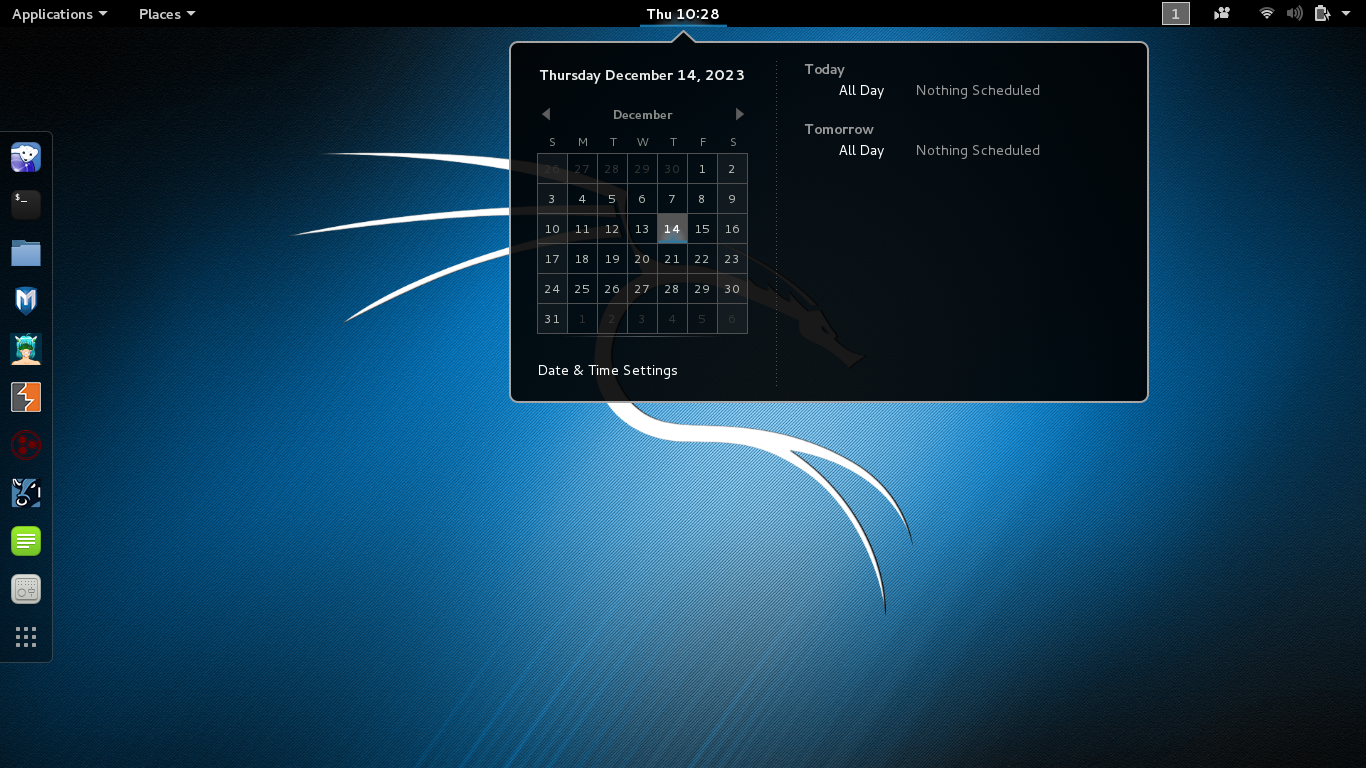 Applications Places Thu 10:28 1
Thursday December 14, 2023
December
S M T W T F S
26 27 28 29 30 1 2
3 4 5 6 7 8 9
10 11 12 13 14 15 16
17 18 19 20 21 22 23
24 25 26 27 28 29 30
31 1 2 3 4 5 6
Date & Time Settings
Today
All Day Nothing Scheduled
Tomorrow
All Day Nothing Scheduled
$_